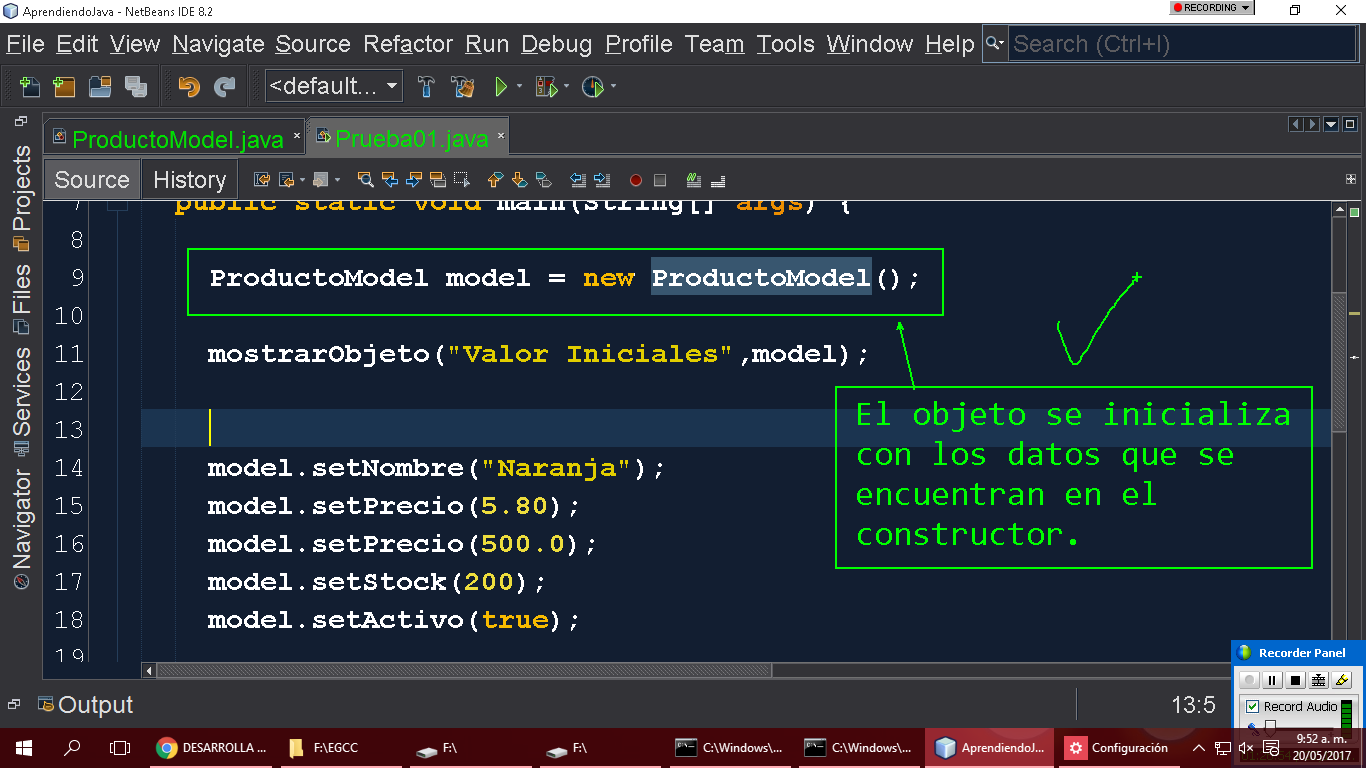 AprendiendoJava - NetBeans IDE 8.2
RECORDING
File Edit View Navigate Source Refactor Run Debug Profile Team Tools Window Help
Search (Ctrl+I)
<default...
ProductoModel.java
Prueba01.java
Source History
Projects
Files
Services
Navigator
7 public static void main(String[] args) {
8
9 ProductoModel model = new ProductoModel();
10
11 mostrarObjeto("Valor Iniciales",model);
12
13
14 model.setNombre("Naranja");
15 model.setPrecio(5.80);
16 model.setPrecio(500.0);
17 model.setStock(200);
18 model.setActivo(true);
19
El objeto se inicializa
con los datos que se
encuentran en el
constructor.
Output
13:5
Recorder Panel
Record Audio
DESARROLLA ...
F:\EGCC
F:\
F:\
C:\Windows\...
C:\Windows\...
AprendiendoJ...
Configuración
9:52 a. m.
20/05/2017